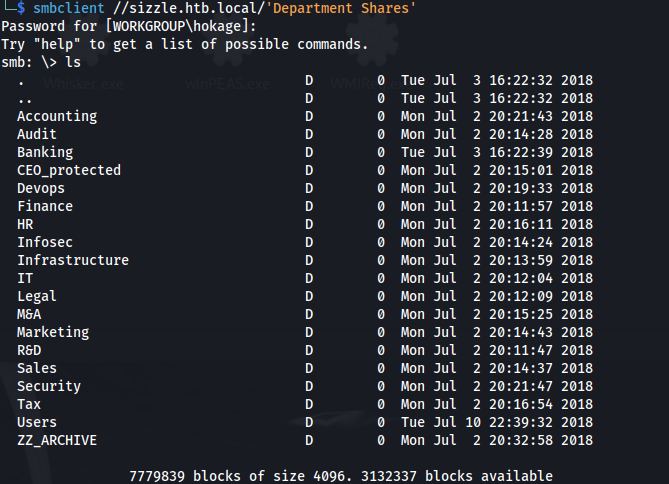 └─$ smbclient //sizzle.htb.local/'Department Shares'
Password for [WORKGROUP\hokage]:
Try "help" to get a list of possible commands.
smb: \> ls
  .                                   D        0  Tue Jul  3 16:22:32 2018
  ..                                  D        0  Tue Jul  3 16:22:32 2018
  Accounting                          D        0  Mon Jul  2 20:21:43 2018
  Audit                               D        0  Mon Jul  2 20:14:28 2018
  Banking                             D        0  Tue Jul  3 16:22:39 2018
  CEO_protected                       D        0  Mon Jul  2 20:15:01 2018
  Devops                              D        0  Mon Jul  2 20:19:33 2018
  Finance                             D        0  Mon Jul  2 20:11:57 2018
  HR                                  D        0  Mon Jul  2 20:16:11 2018
  Infosec                             D        0  Mon Jul  2 20:14:24 2018
  Infrastructure                      D        0  Mon Jul  2 20:13:59 2018
  IT                                  D        0  Mon Jul  2 20:12:04 2018
  Legal                               D        0  Mon Jul  2 20:12:09 2018
  M&A                                 D        0  Mon Jul  2 20:15:25 2018
  Marketing                           D        0  Mon Jul  2 20:14:43 2018
  R&D                                 D        0  Mon Jul  2 20:11:47 2018
  Sales                               D        0  Mon Jul  2 20:14:37 2018
  Security                            D        0  Mon Jul  2 20:21:47 2018
  Tax                                 D        0  Mon Jul  2 20:16:54 2018
  Users                               D        0  Tue Jul 10 22:39:32 2018
  ZZ_ARCHIVE                          D        0  Mon Jul  2 20:32:58 2018
                7779839 blocks of size 4096. 3132337 blocks available
Whisker.exe
winPEAS.exe